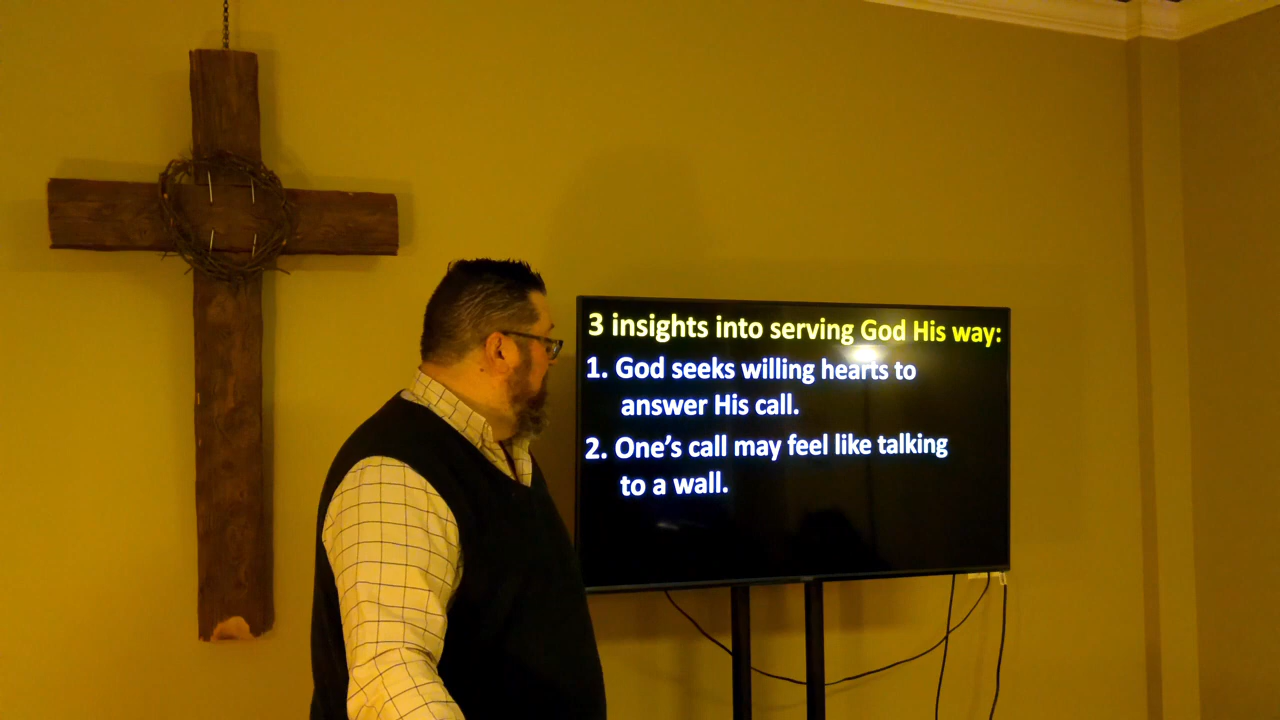 3 insights into serving God His way:
1. God seeks willing hearts to
answer His call.
2. One’s call may feel like talking
to a wall.